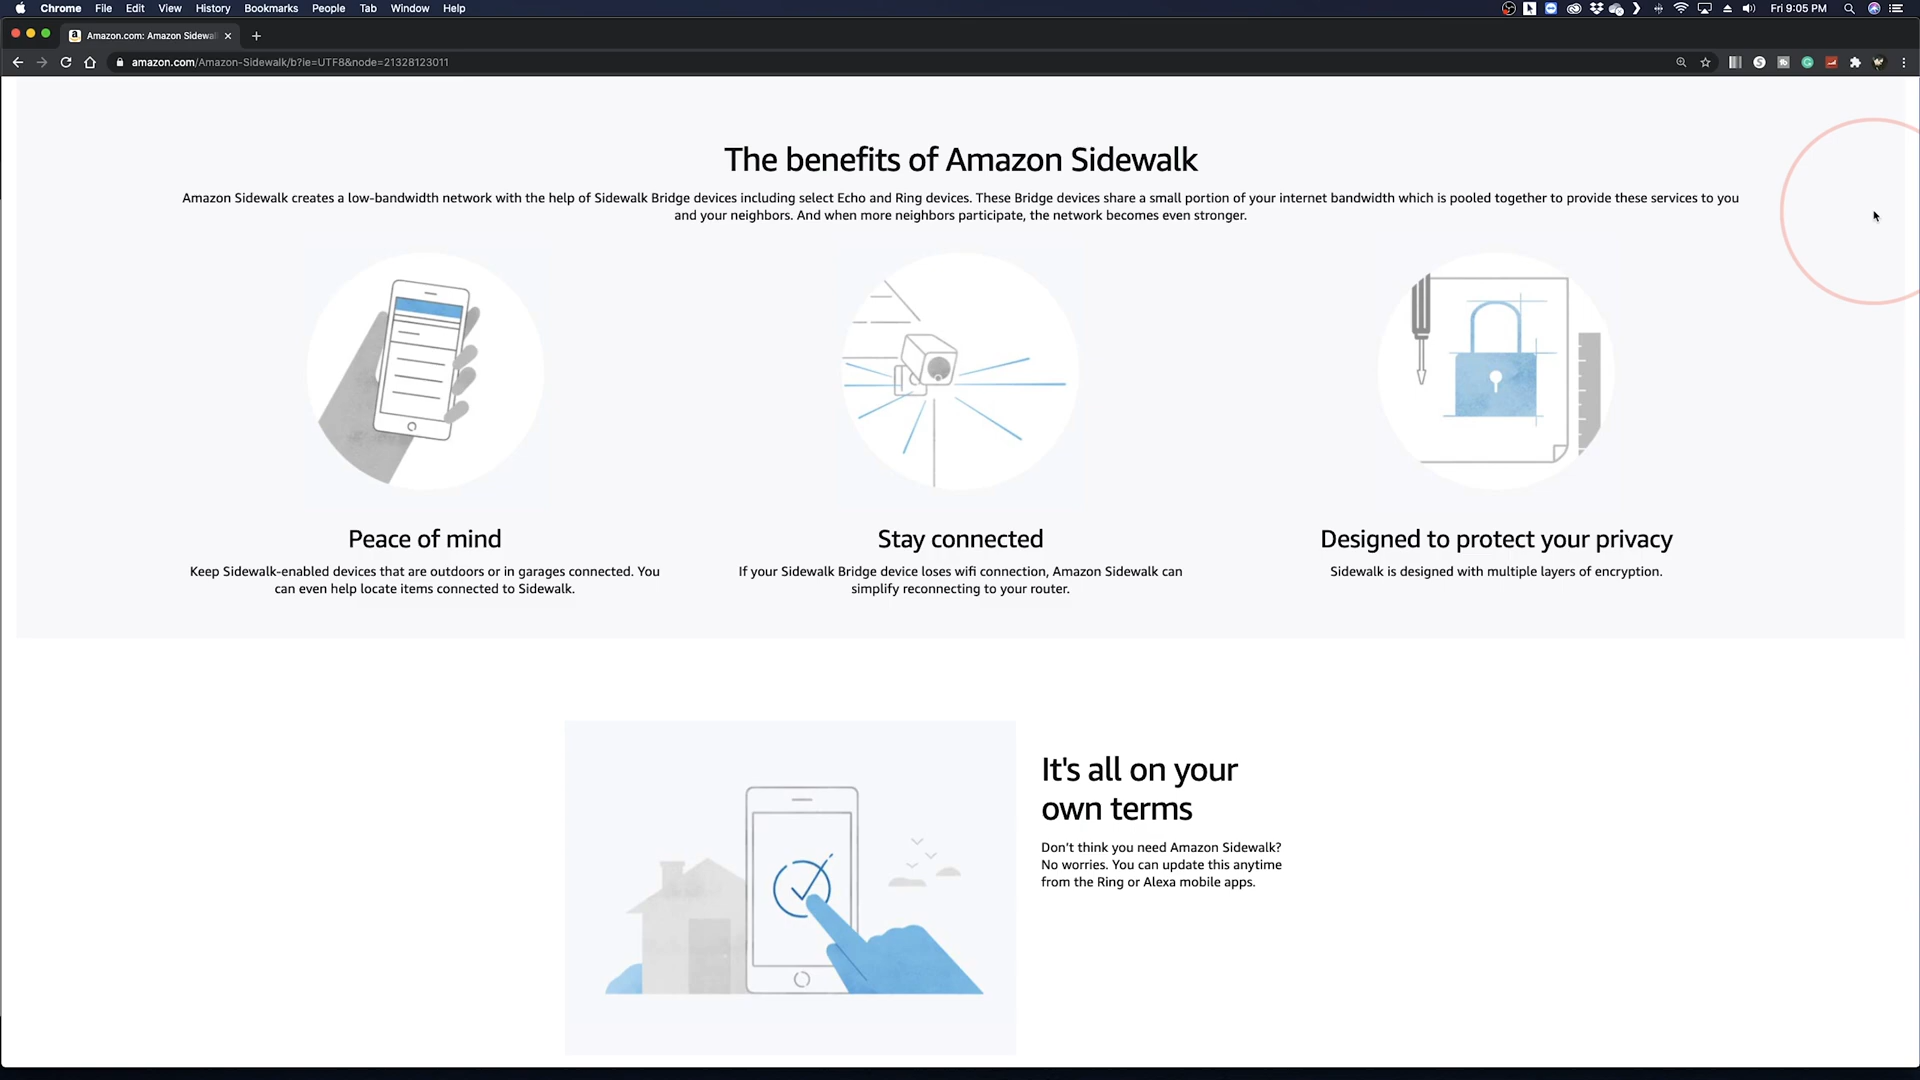 Chrome File Edit View History Bookmarks People Tab Window Help Fri 9:05 PM
Amazon.com: Amazon Sidewal
amazon.com/Amazon-Sidewalk/b?ie=UTF8&node=21328123011
The benefits of Amazon Sidewalk
Amazon Sidewalk creates a low-bandwidth network with the help of Sidewalk Bridge devices including select Echo and Ring devices. These Bridge devices share a small portion of your internet bandwidth which is pooled together to provide these services to you
and your neighbors. And when more neighbors participate, the network becomes even stronger.
Peace of mind
Keep Sidewalk-enabled devices that are outdoors or in garages connected. You
can even help locate items connected to Sidewalk.
Stay connected
If your Sidewalk Bridge device loses wifi connection, Amazon Sidewalk can
simplify reconnecting to your router.
Designed to protect your privacy
Sidewalk is designed with multiple layers of encryption.
It's all on your
own terms
Don’t think you need Amazon Sidewalk?
No worries. You can update this anytime
from the Ring or Alexa mobile apps.